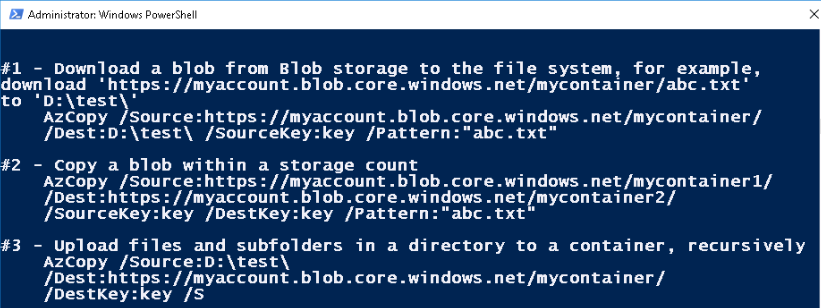 Administrator: Windows PowerShell
#1 - Download a blob from Blob storage to the file system, for example,
download 'https://myaccount.blob.core.windows.net/mycontainer/abc.txt'
to 'D:\test\'
AzCopy /Source:https://myaccount.blob.core.windows.net/mycontainer/
/Dest:D:\test\ /SourceKey:key /Pattern:"abc.txt"
#2 - Copy a blob within a storage count
AzCopy /Source:https://myaccount.blob.core.windows.net/mycontainer1/
/Dest:https://myaccount.blob.core.windows.net/mycontainer2/
/SourceKey:key /DestKey:key /Pattern:"abc.txt"
#3 - Upload files and subfolders in a directory to a container, recursively
AzCopy /Source:D:\test\
/Dest:https://myaccount.blob.core.windows.net/mycontainer/
/DestKey:key /S